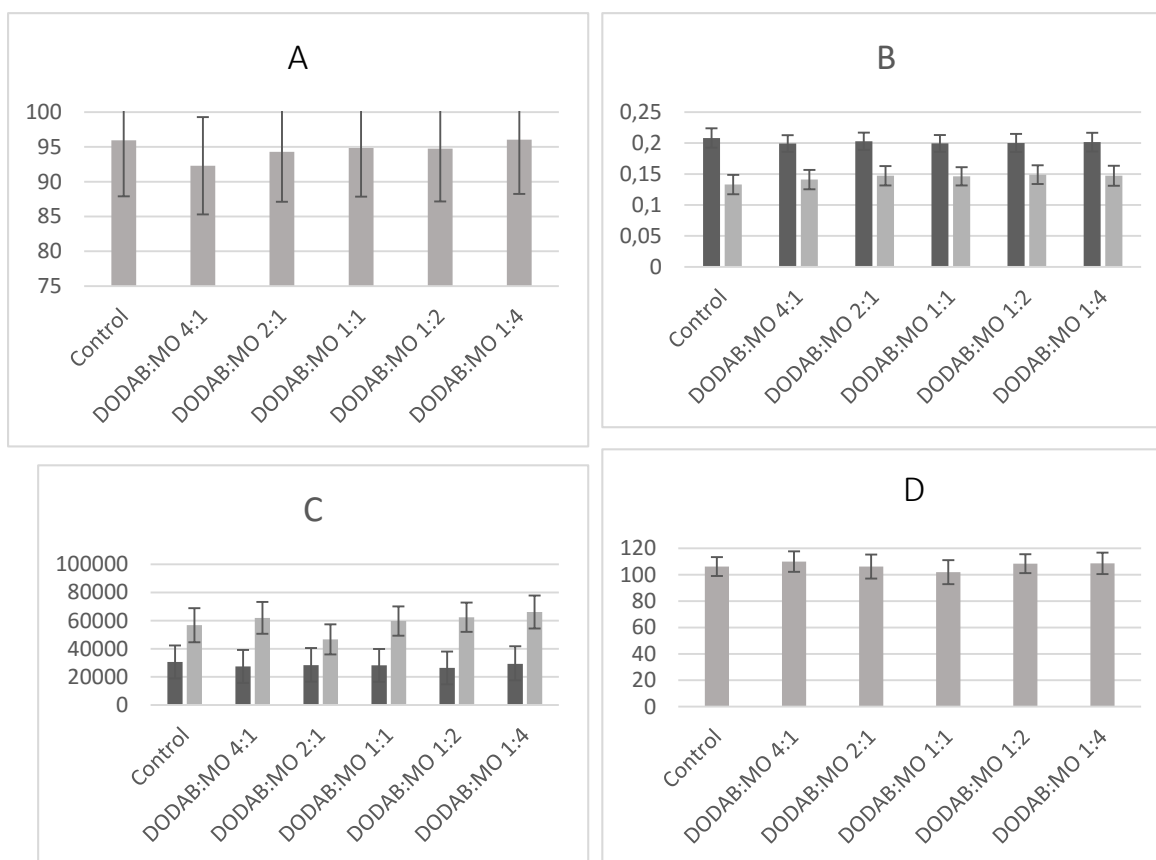 A
100
95
90
85
80
75
Control
DODAB:MO 4:1
DODAB:MO 2:1
DODAB:MO 1:1
DODAB:MO 1:2
DODAB:MO 1:4
B
0,25
0,2
0,15
0,1
0,05
0
Control
DODAB:MO 4:1
DODAB:MO 2:1
DODAB:MO 1:1
DODAB:MO 1:2
DODAB:MO 1:4
C
100000
80000
60000
40000
20000
0
Control
DODAB:MO 4:1
DODAB:MO 2:1
DODAB:MO 1:1
DODAB:MO 1:2
DODAB:MO 1:4
D
120
100
80
60
40
20
0
Control
DODAB:MO 4:1
DODAB:MO 2:1
DODAB:MO 1:1
DODAB:MO 1:2
DODAB:MO 1:4